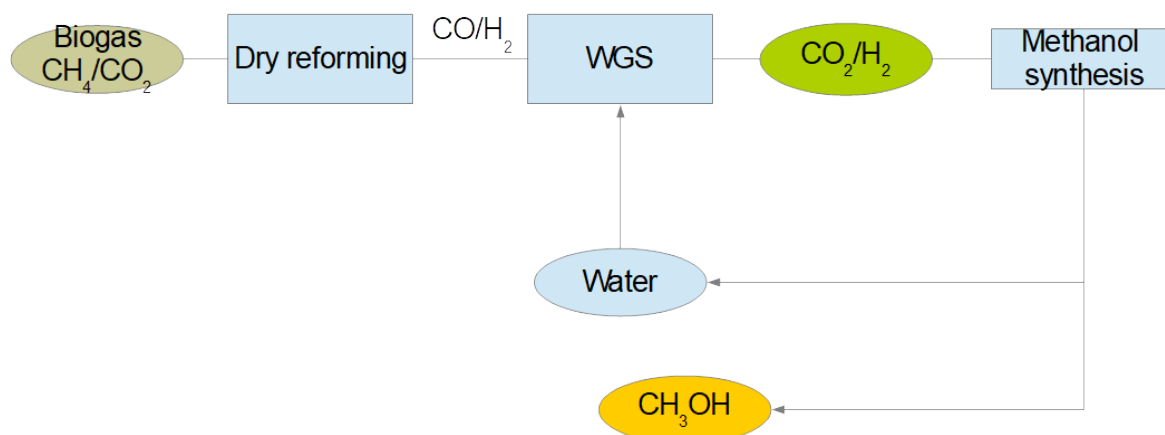 Biogas
CH₄/CO₂
Dry reforming
CO/H₂
WGS
CO₂/H₂
Methanol
synthesis
Water
CH₃OH